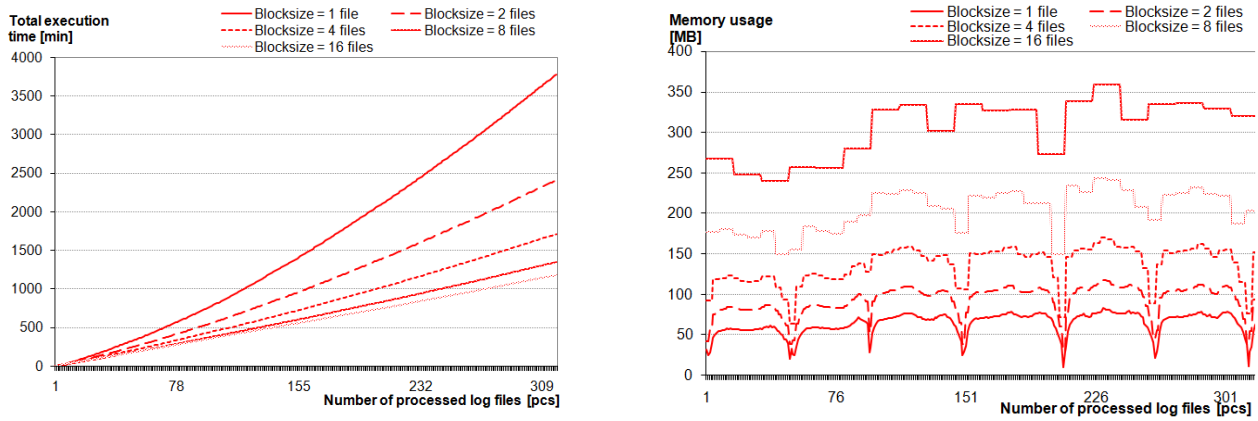 Total execution
time [min]
Blocksize = 1 file
Blocksize = 2 files
Blocksize = 4 files
Blocksize = 8 files
Blocksize = 16 files
4000
3500
3000
2500
2000
1500
1000
500
0
1
78
155
232
309
Number of processed log files [pcs]
Memory usage
[MB]
Blocksize = 1 file
Blocksize = 2 files
Blocksize = 4 files
Blocksize = 8 files
Blocksize = 16 files
400
350
300
250
200
150
100
50
0
1
76
151
226
301
Number of processed log files [pcs]